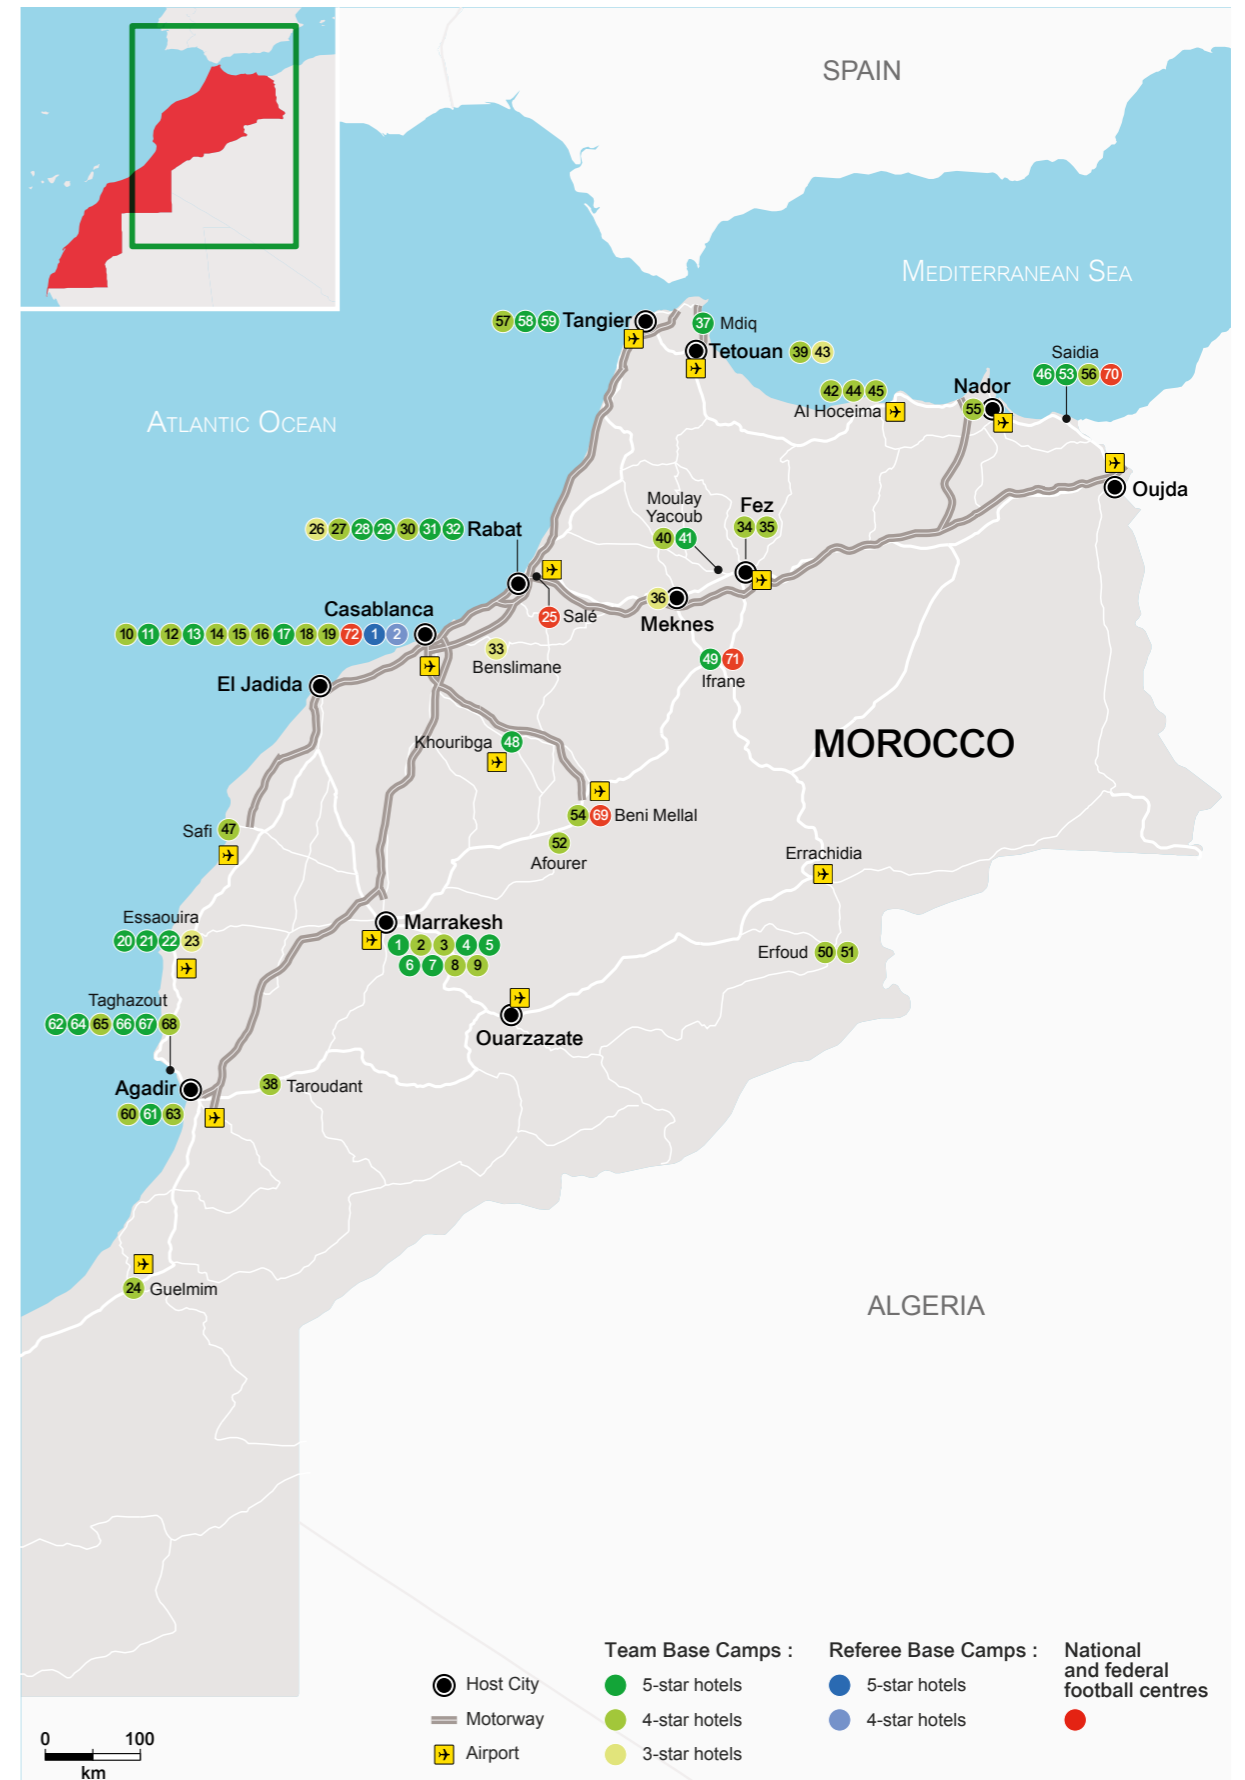 SPAIN
MEDITERRANEAN SEA
ATLANTIC OCEAN
57 58 59 Tangier
37 Mdiq
Tetouan 39 43
Saidia
46 53 56 70
42 44 45
Al Hoceima
Nador
55
Oujda
Moulay
Yacoub
40 41
Fez
34 35
26 27 28 29 30 31 32 Rabat
36
Meknes
25 Salé
Casablanca
10 11 12 13 14 15 16 17 18 19 72 1 2
33
Benslimane
49 71
Ifrane
El Jadida
MOROCCO
Khouribga 48
54 69 Beni Mellal
52
Afourer
Safi 47
Errachidia
Essaouira
20 21 22 23
Marrakesh
1 2 3 4 5
6 7 8 9
Erfoud 50 51
Taghazout
62 64 65 66 67 68
Ouarzazate
Agadir
60 61 63
38 Taroudant
24 Guelmim
ALGERIA
Host City
Motorway
Airport
Team Base Camps :
5-star hotels
4-star hotels
3-star hotels
Referee Base Camps :
5-star hotels
4-star hotels
National
and federal
football centres
0 100
km